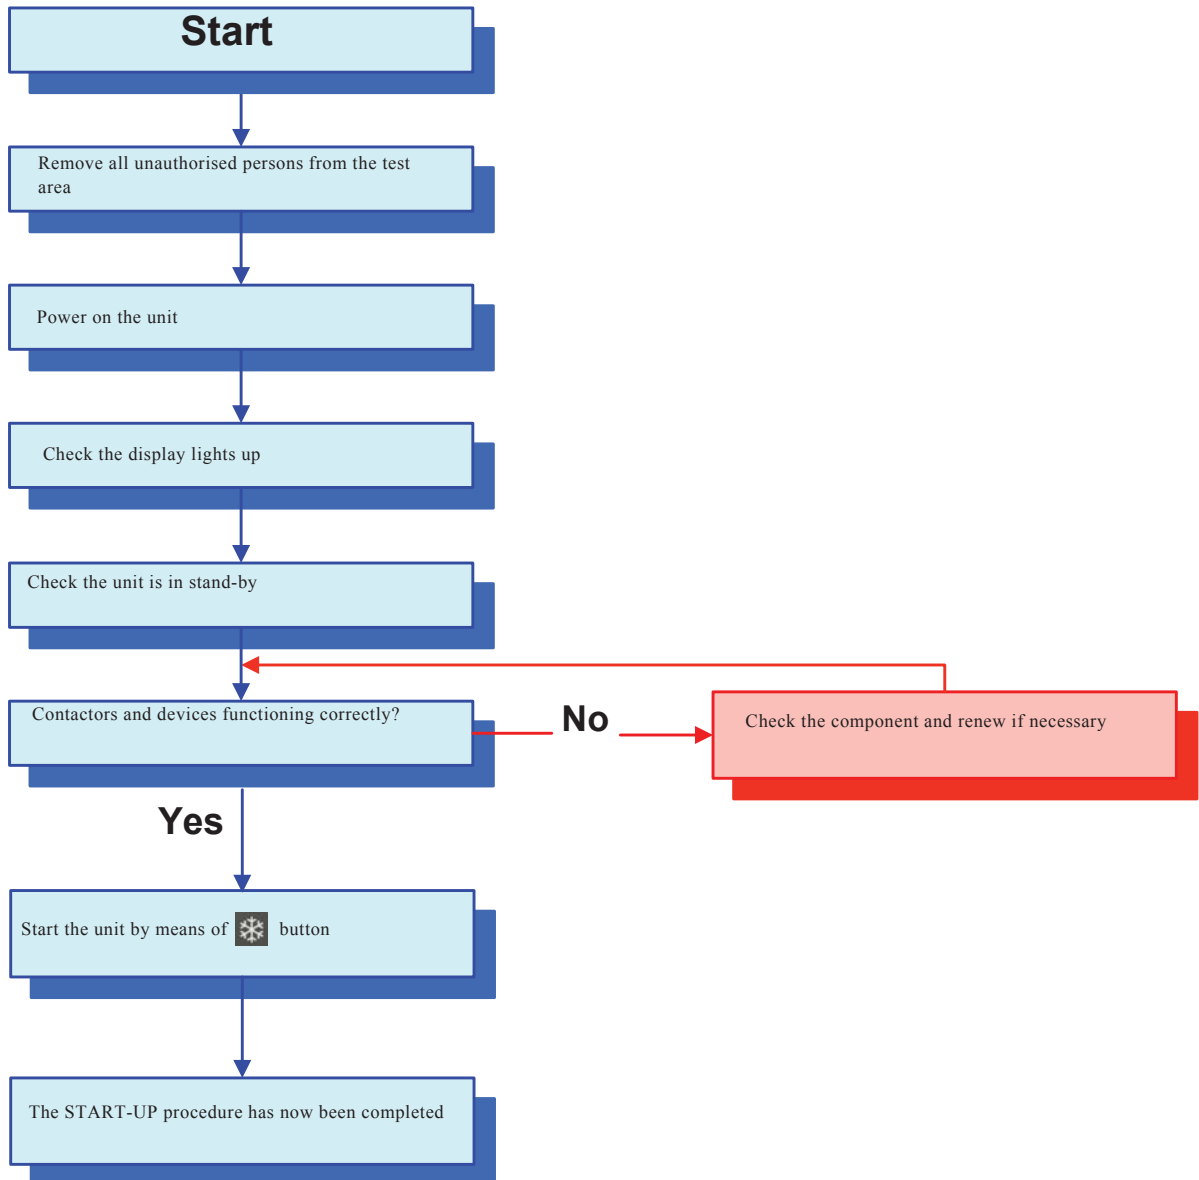 Start
Remove all unauthorised persons from the test
area
Power on the unit
Check the display lights up
Check the unit is in stand-by
Contactors and devices functioning correctly?
No
Check the component and renew if necessary
Yes
Start the unit by means of button
The START-UP procedure has now been completed